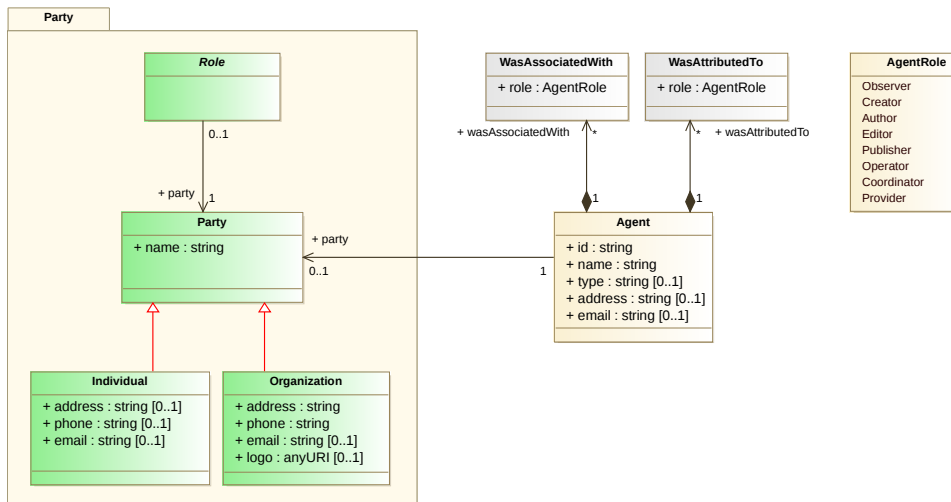 Party
Role
0..1
+ party
1
Party
+ name : string
Individual
+ address : string [0..1]
+ phone : string [0..1]
+ email : string [0..1]
Organization
+ address : string
+ phone : string
+ email : string [0..1]
+ logo : anyURI [0..1]
+ party
0..1
1
WasAssociatedWith
+ role : AgentRole
+ wasAssociatedWith
*
1
WasAttributedTo
+ role : AgentRole
*
+ wasAttributedTo
1
Agent
+ id : string
+ name : string
+ type : string [0..1]
+ address : string [0..1]
+ email : string [0..1]
AgentRole
Observer
Creator
Author
Editor
Publisher
Operator
Coordinator
Provider